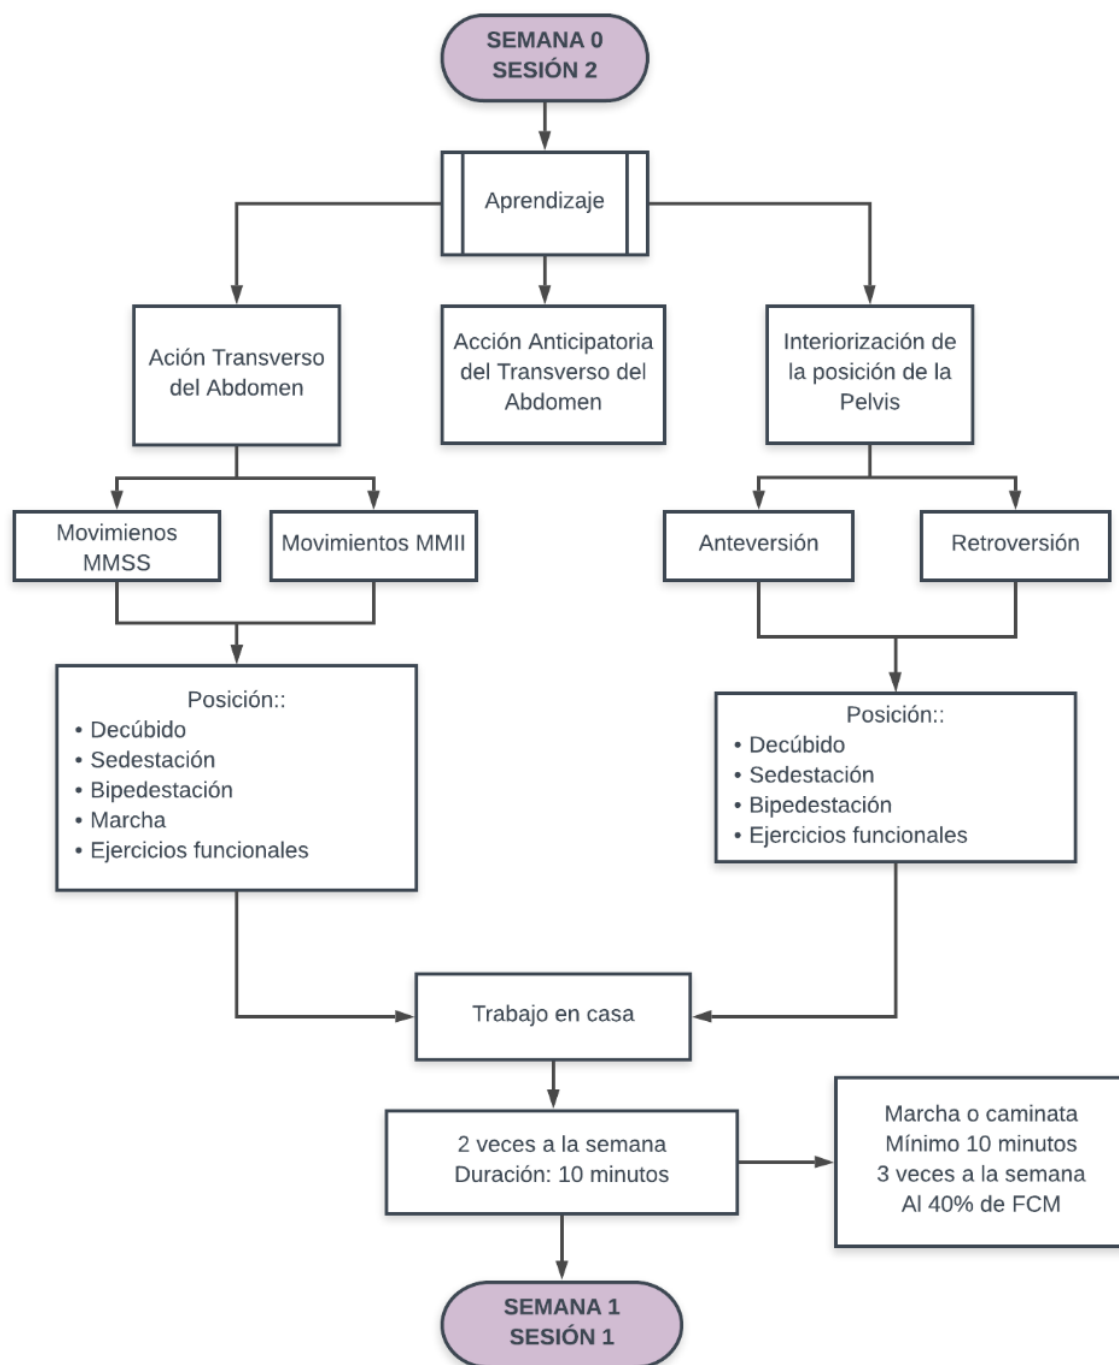 SEMANA 0
SESIÓN 2
Aprendizaje
Ación Transverso
del Abdomen
Acción Anticipatoria
del Transverso del
Abdomen
Interiorización de
la posición de la
Pelvis
Movimienos
MMSS
Movimientos MMII
Anteversión
Retroversión
Posición::
• Decúbido
• Sedestación
• Bipedestación
• Marcha
• Ejercicios funcionales
Posición::
• Decúbido
• Sedestación
• Bipedestación
• Ejercicios funcionales
Trabajo en casa
2 veces a la semana
Duración: 10 minutos
Marcha o caminata
Mínimo 10 minutos
3 veces a la semana
Al 40% de FCM
SEMANA 1
SESIÓN 1